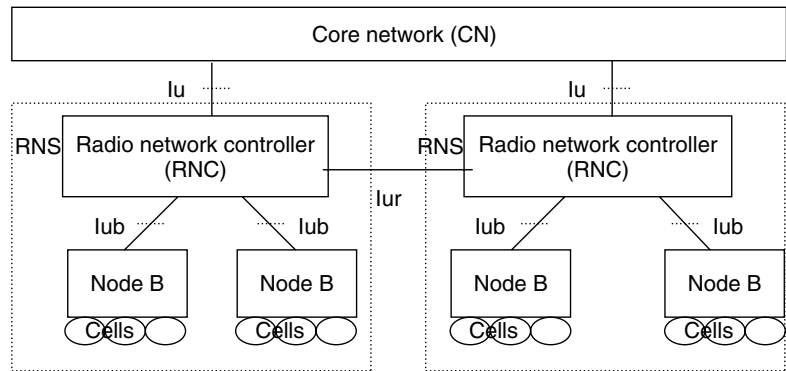 Core network (CN)
Iu
Iu
RNS
Radio network controller
(RNC)
RNS
Radio network controller
(RNC)
Iur
Iub
Iub
Iub
Iub
Node B
Node B
Node B
Node B
Cells
Cells
Cells
Cells